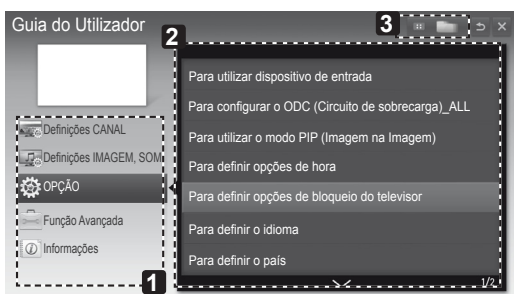 Guia do Utilizador
2
3
Para utilizar dispositivo de entrada
Para configurar o ODC (Circuito de sobrecarga)_ALL
Para utilizar o modo PIP (Imagem na Imagem)
Para definir opções de hora
Para definir opções de bloqueio do televisor
Para definir o idioma
Para definir o país
1/2
Definições CANAL
Definições IMAGEM, SOM
OPÇÃO
Função Avançada
Informações
1